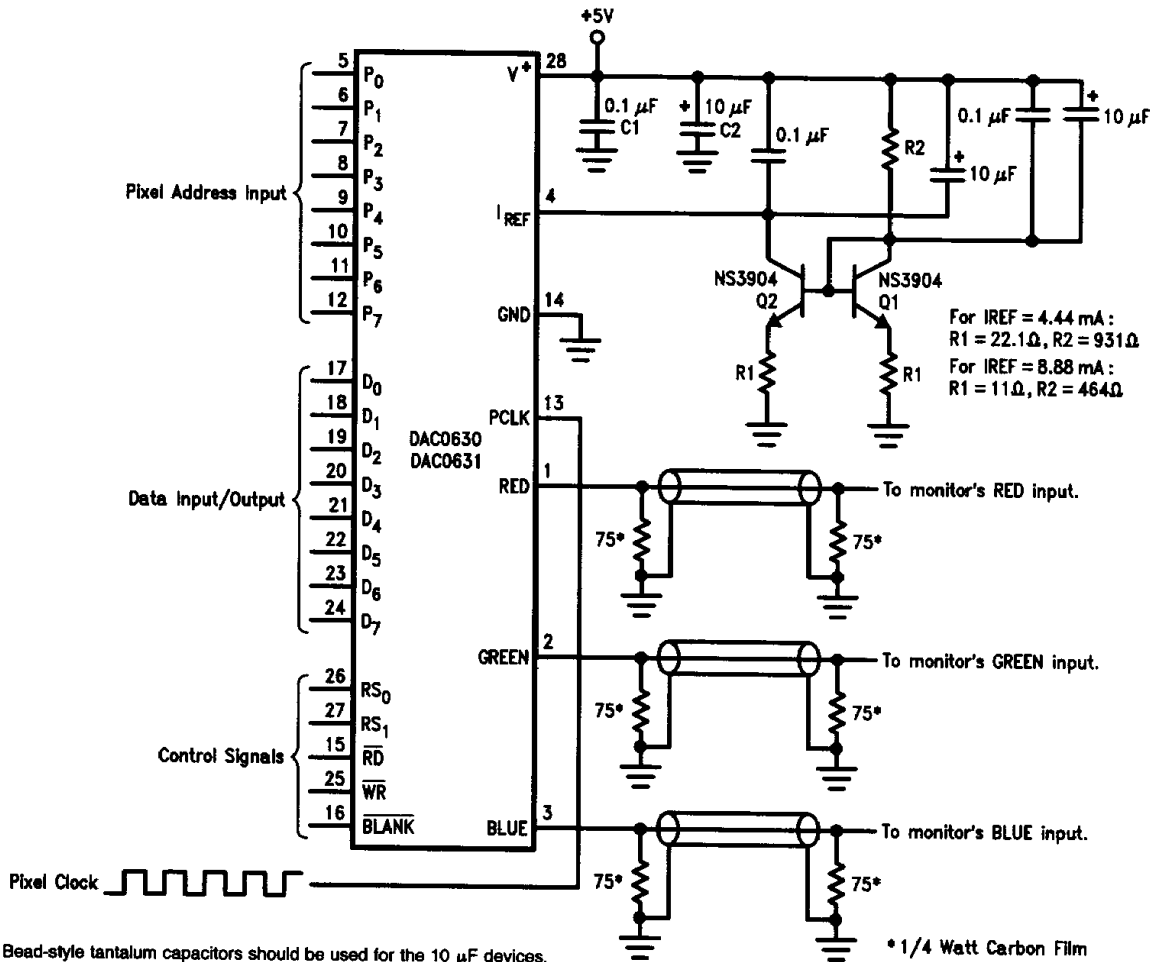 +5V
5 P0
6 P1
7 P2
8 P3
9 P4
10 P5
11 P6
12 P7
Pixel Address Input
17 D0
18 D1
19 D2
20 D3
21 D4
22 D5
23 D6
24 D7
Data Input/Output
26 RS0
27 RS1
15 RD
25 WR
16 BLANK
Control Signals
Pixel Clock
DAC0630
DAC0631
V+ 28
IREF 4
GND 14
PCLK 13
RED 1
GREEN 2
BLUE 3
0.1 μF
C1
+ 10 μF
C2
0.1 μF
R2
+
10 μF
0.1 μF
+
10 μF
NS3904
Q2
NS3904
Q1
R1
R1
For IREF = 4.44 mA:
R1 = 22.1Ω, R2 = 931Ω
For IREF = 8.88 mA:
R1 = 11Ω, R2 = 464Ω
To monitor's RED input.
75*
75*
To monitor's GREEN input.
75*
75*
To monitor's BLUE input.
75*
75*
Bead-style tantalum capacitors should be used for the 10 μF devices.
*1/4 Watt Carbon Film